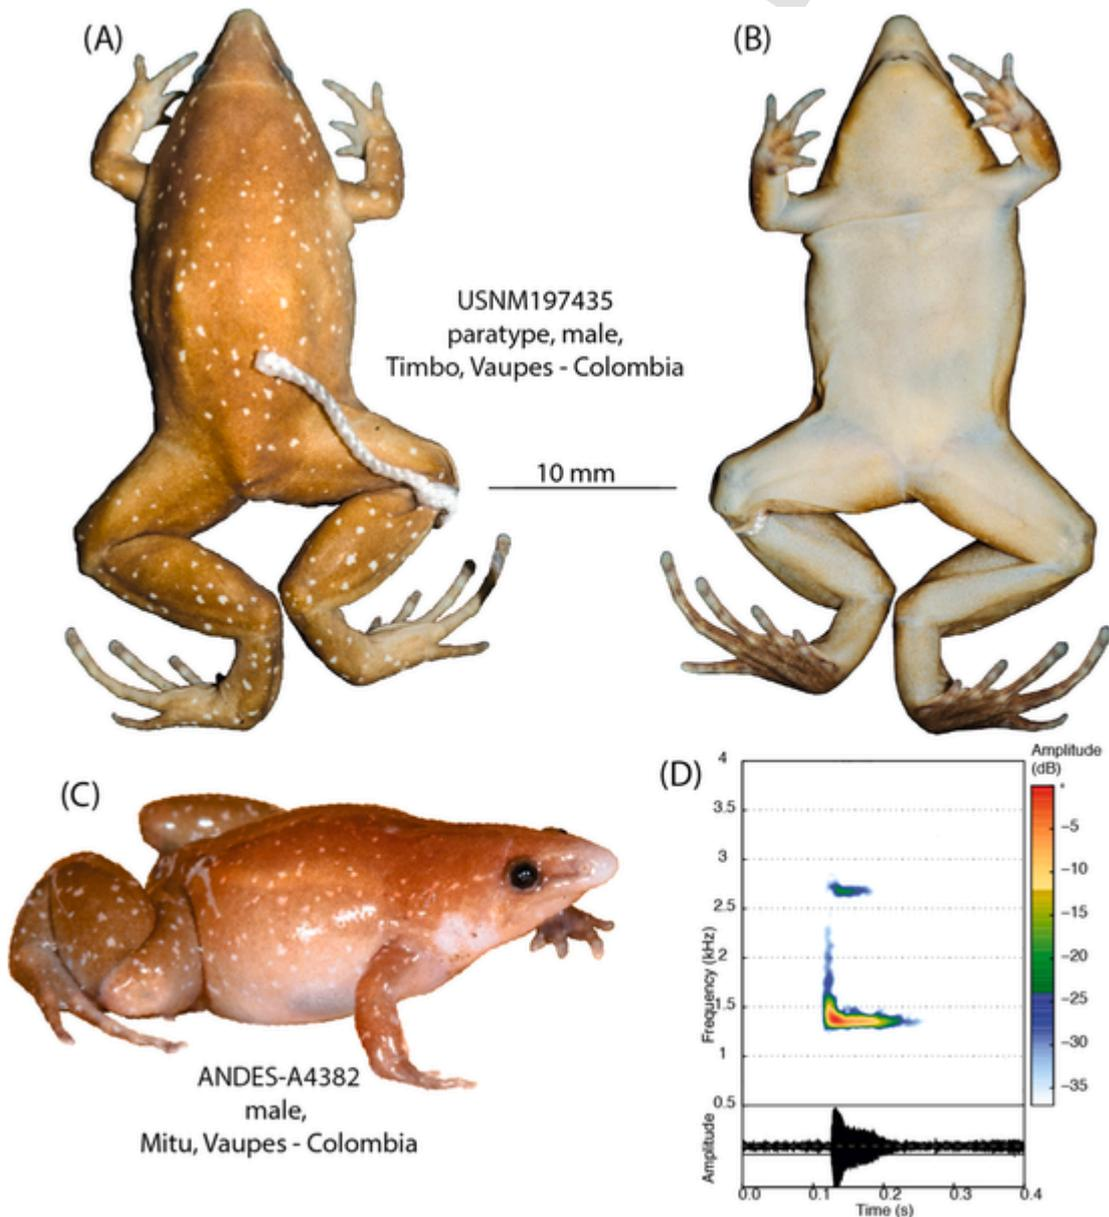 (A)
(B)
USNM197435
paratype, male,
Timbo, Vaupes - Colombia
10 mm
(C)
ANDES-A4382
male,
Mitu, Vaupes - Colombia
(D)
Amplitude
(dB)
4
3.5
3
2.5
2
1.5
1
0.5
Frequency (kHz)
-5
-10
-15
-20
-25
-30
-35
Amplitude
0.0 0.1 0.2 0.3 0.4
Time (s)